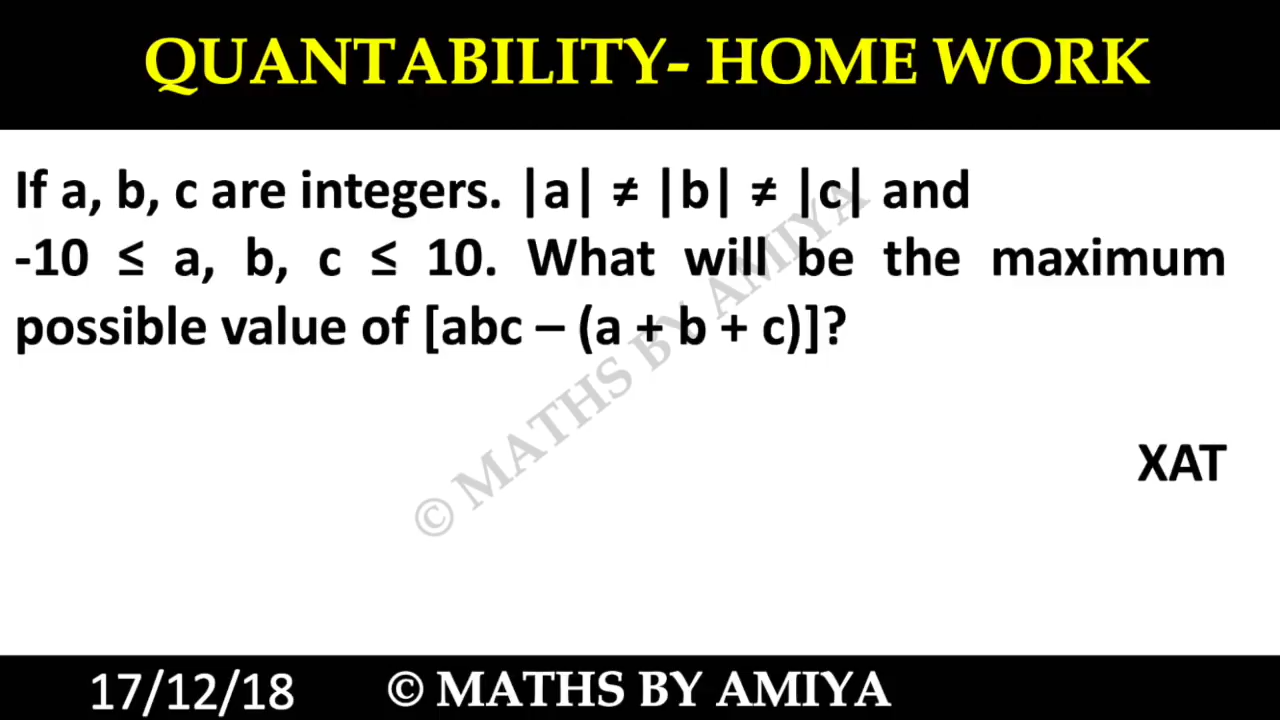 QUANTABILITY- HOME WORK
If a, b, c are integers. |a| ≠ |b| ≠ |c| and
-10 ≤ a, b, c ≤ 10. What will be the maximum
possible value of [abc – (a + b + c)]?
© MATHS BY AMIYA
XAT
17/12/18 © MATHS BY AMIYA